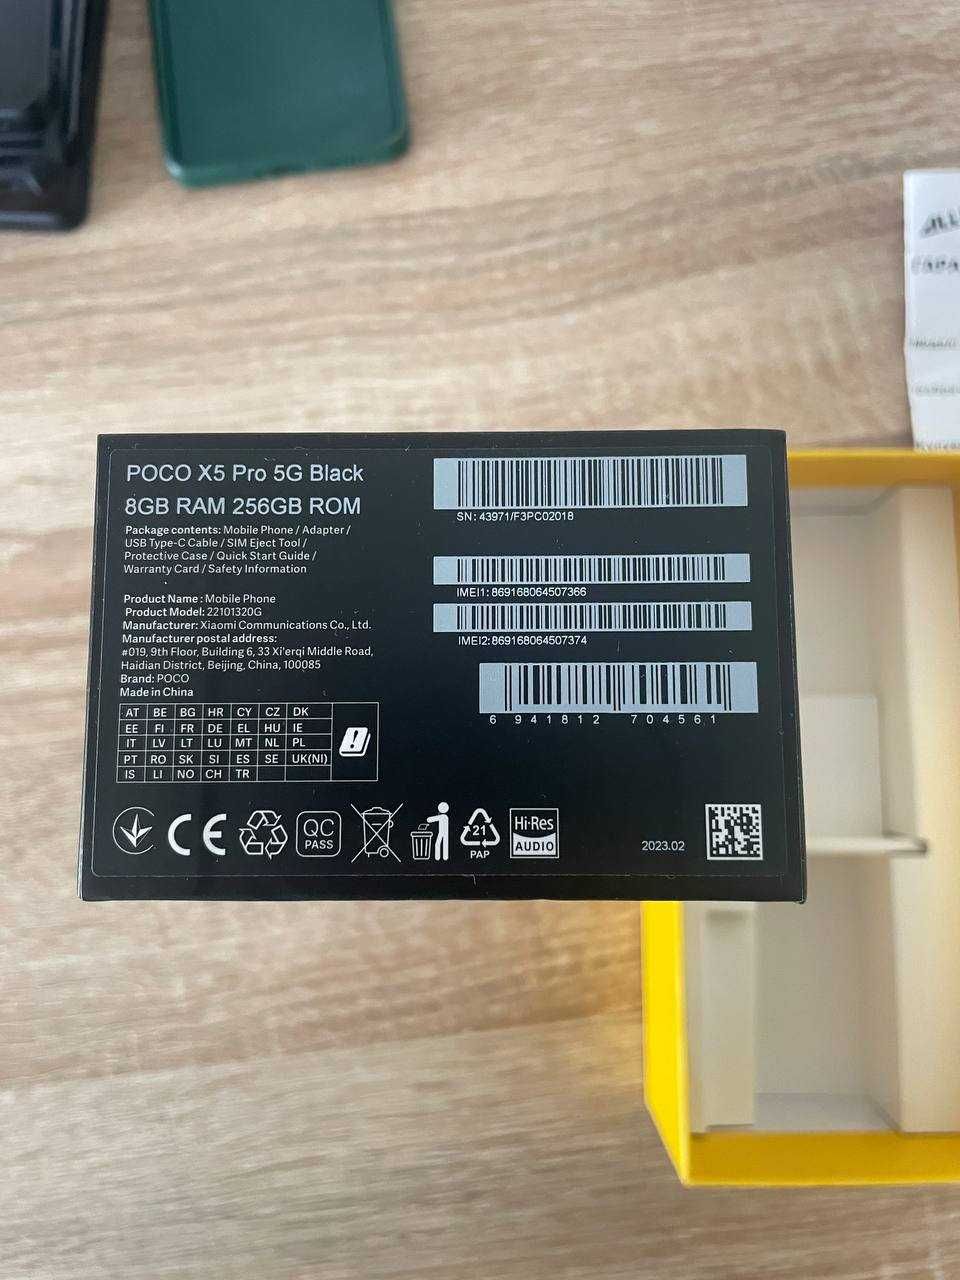 POCO X5 Pro 5G Black
8GB RAM 256GB ROM
Package contents: Mobile Phone / Adapter /
USB Type-C Cable / SIM Eject Tool /
Protective Case / Quick Start Guide /
Warranty Card / Safety Information
Product Name : Mobile Phone
Product Model: 22101320G
Manufacturer: Xiaomi Communications Co., Ltd.
Manufacturer postal address:
#019, 9th Floor, Building 6, 33 Xi'erqi Middle Road,
Haidian District, Beijing, China, 100085
Brand: POCO
Made in China
AT BE BG HR CY CZ DK
EE FI FR DE EL HU IE
IT LV LT LU MT NL PL
PT RO SK SI ES SE UK(NI)
IS LI NO CH TR
SN: 43971/F3PC02018
IMEI1: 869168064507366
IMEI2: 869168064507374
6 941812 704561
CE
QC
PASS
21
PAP
Hi-Res
AUDIO
2023.02